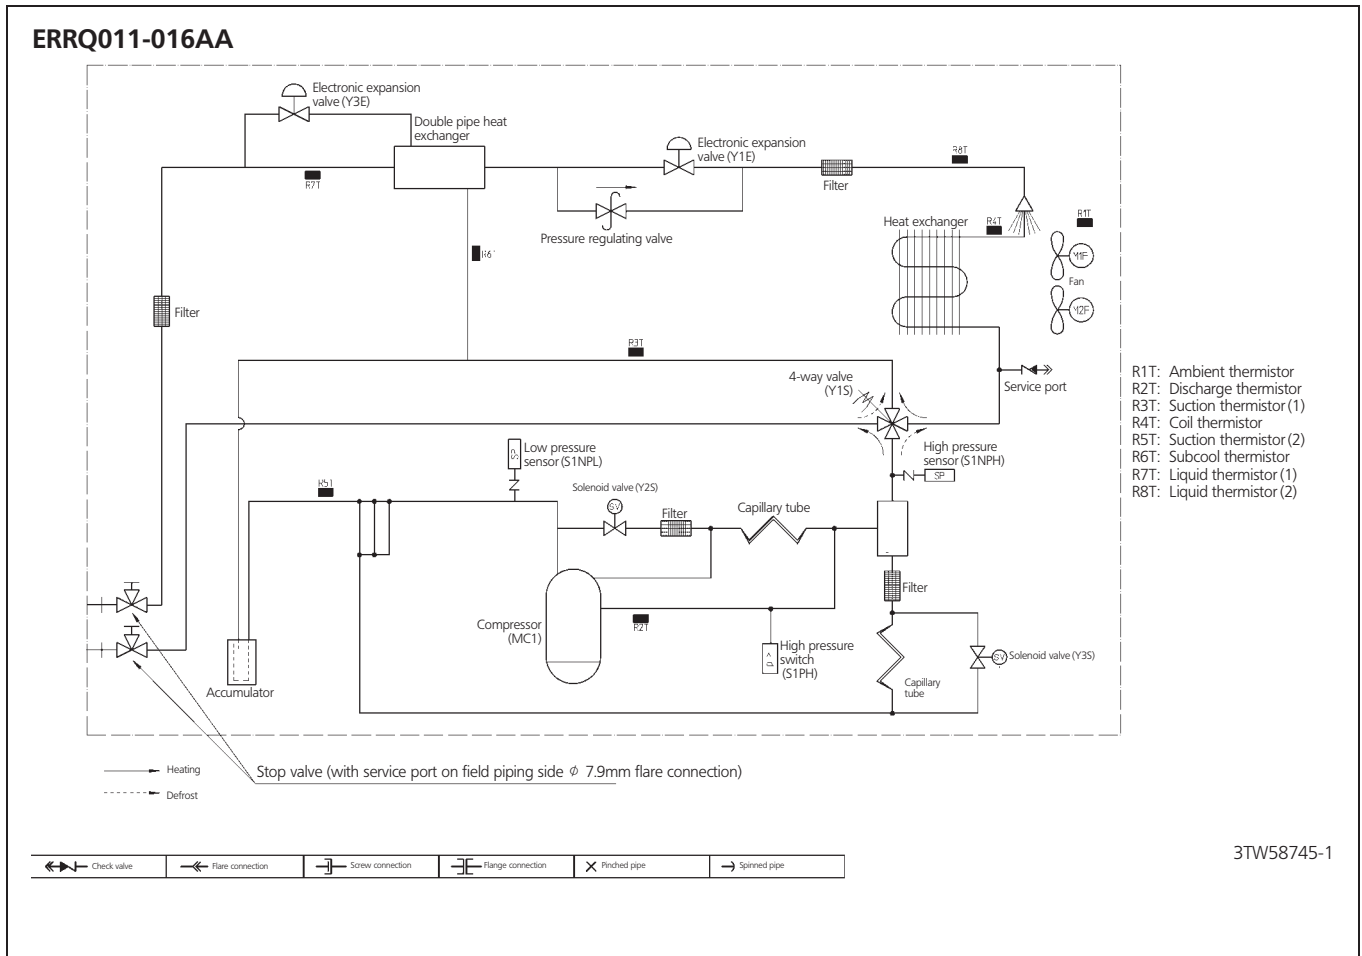 ERRQ011-016AA
Electronic expansion
valve (Y3E)
Double pipe heat
exchanger
Electronic expansion
valve (Y1E)
R8T
R7T
Filter
Pressure regulating valve
Heat exchanger
R4T
R1T
M1F
Fan
M2F
R6T
Filter
R3T
4-way valve
(Y1S)
Service port
R1T: Ambient thermistor
R2T: Discharge thermistor
R3T: Suction thermistor (1)
R4T: Coil thermistor
R5T: Suction thermistor (2)
R6T: Subcool thermistor
R7T: Liquid thermistor (1)
R8T: Liquid thermistor (2)
SP
Low pressure
sensor (S1NPL)
High pressure
sensor (S1NPH)
SP
R5T
Solenoid valve (Y2S)
SV
Filter
Capillary tube
Filter
Compressor
(MC1)
R2T
High pressure
switch
(S1PH)
SV
Solenoid valve (Y3S)
Capillary
tube
Accumulator
Heating
Defrost
Stop valve (with service port on field piping side ϕ 7.9mm flare connection)
Check valve
Flare connection
Screw connection
Flange connection
Pinched pipe
Spinned pipe
3TW58745-1